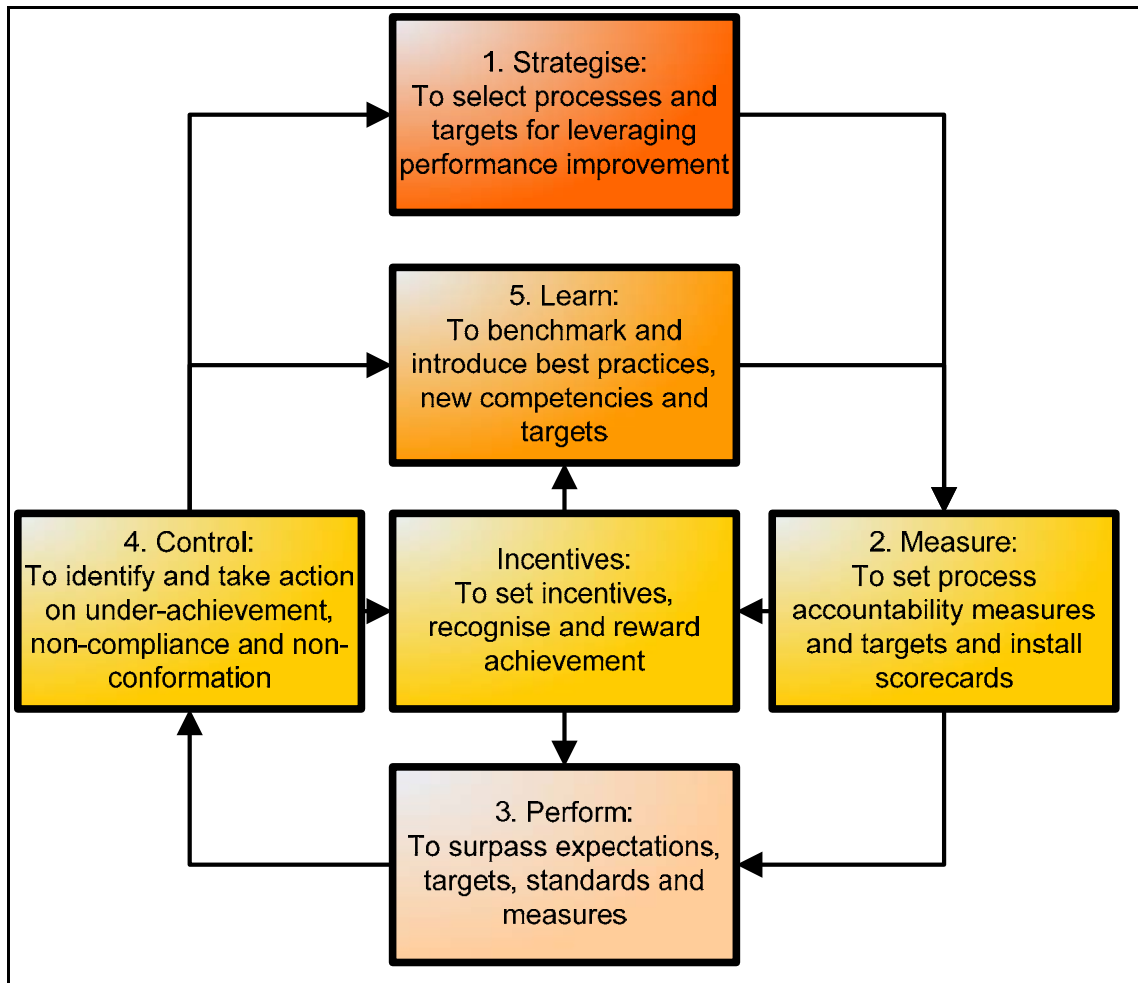 1. Strategise:
To select processes and
targets for leveraging
performance improvement
5. Learn:
To benchmark and
introduce best practices,
new competencies and
targets
4. Control:
To identify and take action
on under-achievement,
non-compliance and non-
conformation
Incentives:
To set incentives,
recognise and reward
achievement
2. Measure:
To set process
accountability measures
and targets and install
scorecards
3. Perform:
To surpass expectations,
targets, standards and
measures